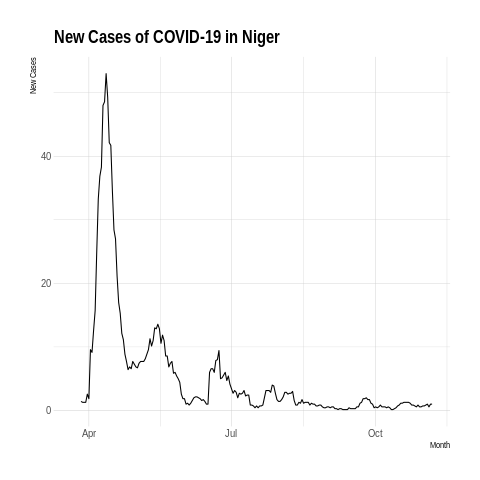 New Cases of COVID-19 in Niger
New Cases
40
20
0
Apr
Jul
Oct
Month